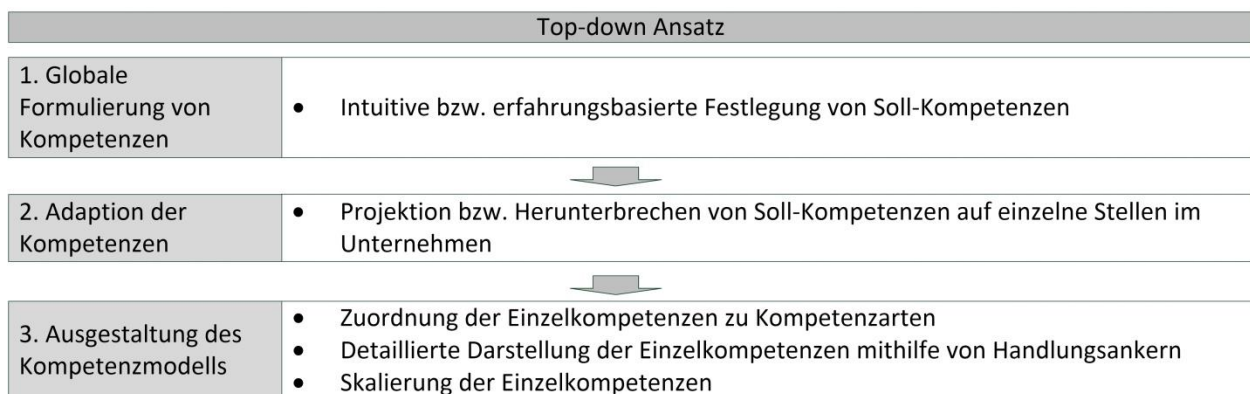 Top-down Ansatz
1. Globale
Formulierung von
Kompetenzen
• Intuitive bzw. erfahrungsbasierte Festlegung von Soll-Kompetenzen
2. Adaption der
Kompetenzen
• Projektion bzw. Herunterbrechen von Soll-Kompetenzen auf einzelne Stellen im
Unternehmen
3. Ausgestaltung des
Kompetenzmodells
• Zuordnung der Einzelkompetenzen zu Kompetenzarten
• Detaillierte Darstellung der Einzelkompetenzen mithilfe von Handlungsankern
• Skalierung der Einzelkompetenzen